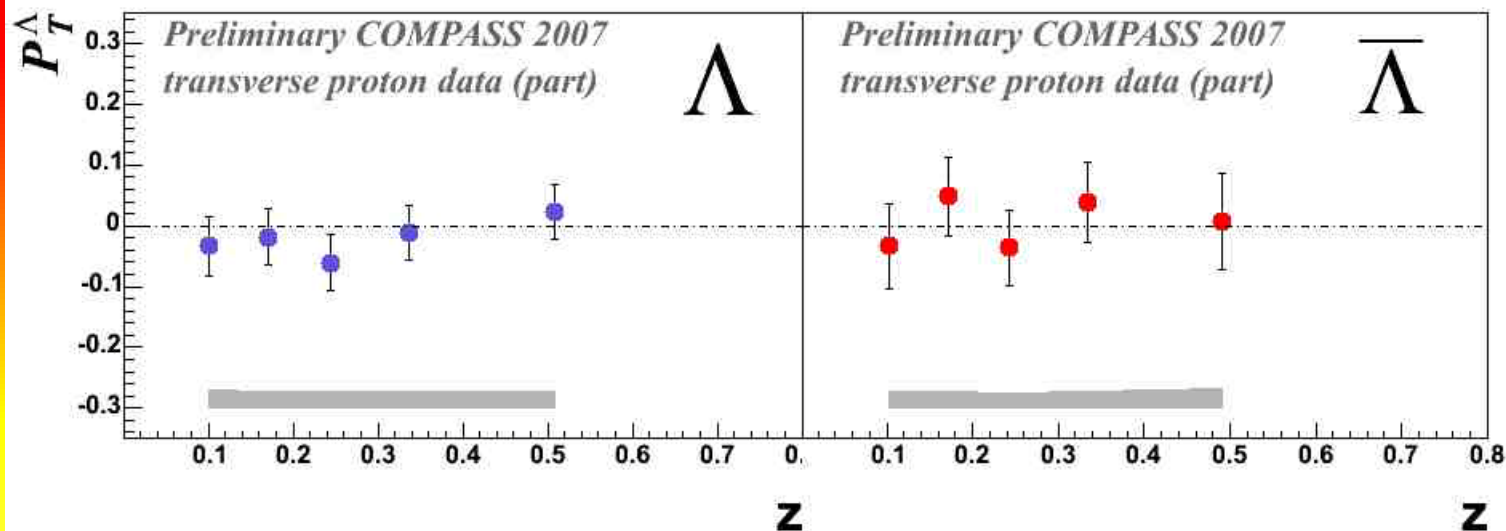 P_T^Λ
Preliminary COMPASS 2007
transverse proton data (part)
Λ
0.3
0.2
0.1
0
-0.1
-0.2
-0.3
0.1 0.2 0.3 0.4 0.5 0.6 0.7 0.
z
Preliminary COMPASS 2007
transverse proton data (part)
Λ̅
0.1 0.2 0.3 0.4 0.5 0.6 0.7 0.8
z